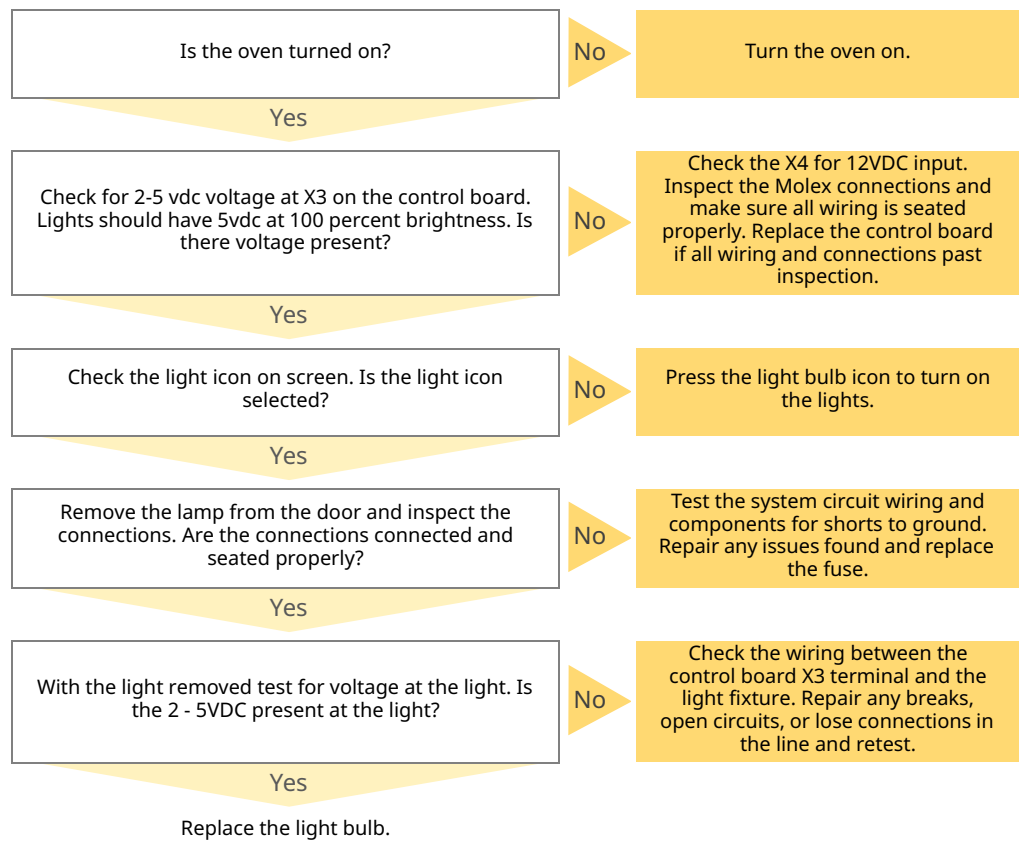 Is the oven turned on?
No
Turn the oven on.
Yes
Check for 2-5 vdc voltage at X3 on the control board.
Lights should have 5vdc at 100 percent brightness. Is
there voltage present?
No
Check the X4 for 12VDC input.
Inspect the Molex connections and
make sure all wiring is seated
properly. Replace the control board
if all wiring and connections past
inspection.
Yes
Check the light icon on screen. Is the light icon
selected?
No
Press the light bulb icon to turn on
the lights.
Yes
Remove the lamp from the door and inspect the
connections. Are the connections connected and
seated properly?
No
Test the system circuit wiring and
components for shorts to ground.
Repair any issues found and replace
the fuse.
Yes
With the light removed test for voltage at the light. Is
the 2 - 5VDC present at the light?
No
Check the wiring between the
control board X3 terminal and the
light fixture. Repair any breaks,
open circuits, or lose connections in
the line and retest.
Yes
Replace the light bulb.